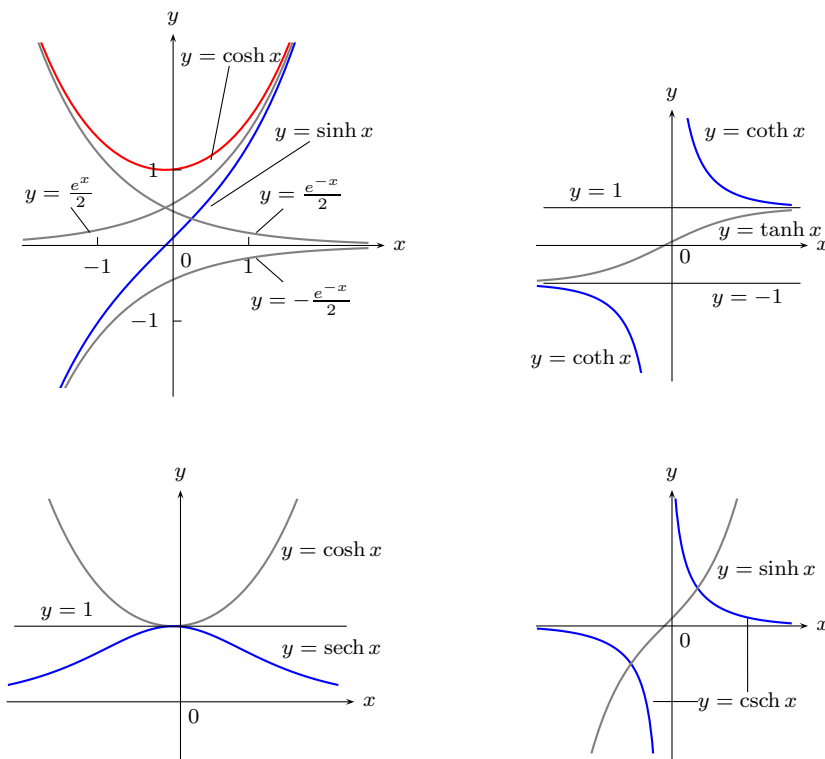 y
y = cosh x
y = sinh x
1
y = e^x/2
y = e^{-x}/2
x
−1
0
1
y = −e^{-x}/2
−1
y
y = coth x
y = 1
y = tanh x
x
0
y = −1
y = coth x
y
y = cosh x
y = 1
y = sech x
x
0
y
y = sinh x
x
0
y = csch x